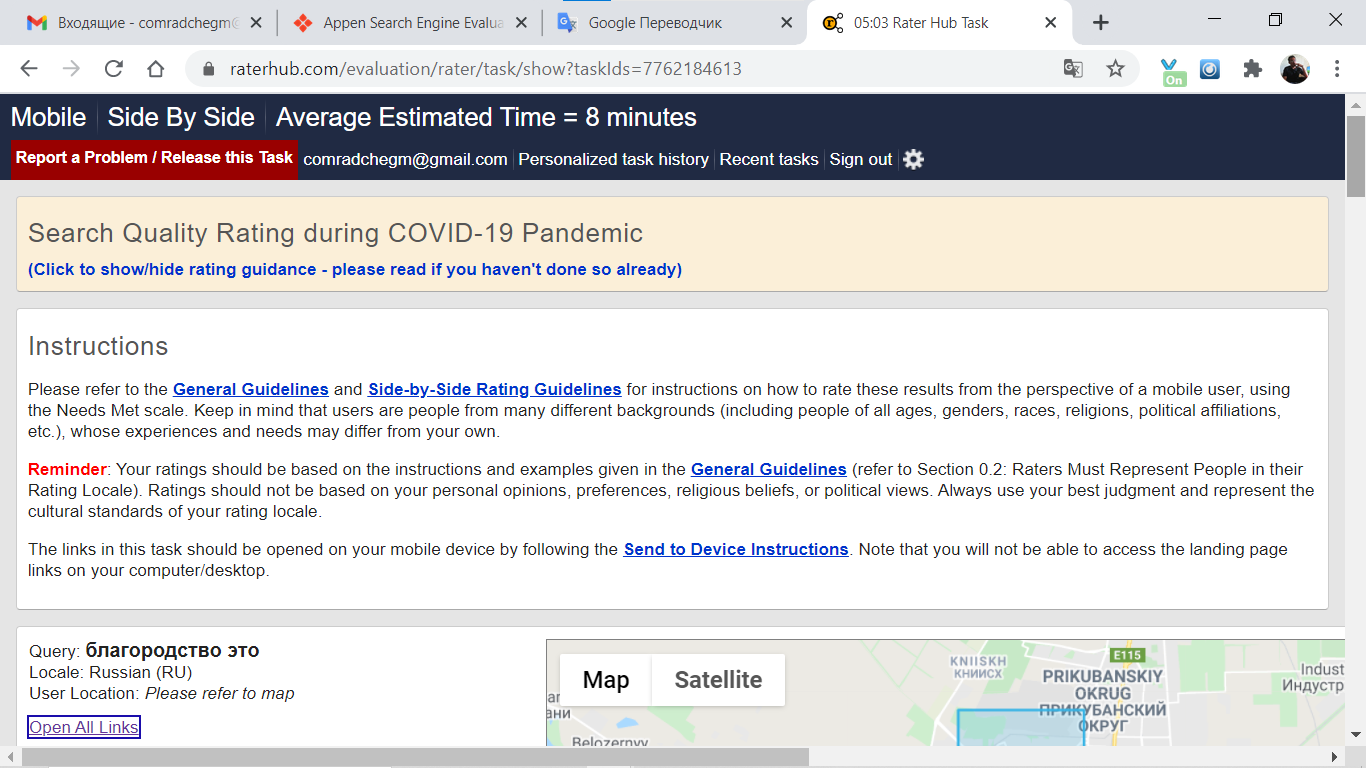 Входящие - comradchegm@
Appen Search Engine Evalua
Google Переводчик
05:03 Rater Hub Task
raterhub.com/evaluation/rater/task/show?taskIds=7762184613
On
Mobile Side By Side Average Estimated Time = 8 minutes
Report a Problem / Release this Task comradchegm@gmail.com Personalized task history Recent tasks Sign out
Search Quality Rating during COVID-19 Pandemic
(Click to show/hide rating guidance - please read if you haven't done so already)
Instructions
Please refer to the General Guidelines and Side-by-Side Rating Guidelines for instructions on how to rate these results from the perspective of a mobile user, using
the Needs Met scale. Keep in mind that users are people from many different backgrounds (including people of all ages, genders, races, religions, political affiliations,
etc.), whose experiences and needs may differ from your own.
Reminder: Your ratings should be based on the instructions and examples given in the General Guidelines (refer to Section 0.2: Raters Must Represent People in their
Rating Locale). Ratings should not be based on your personal opinions, preferences, religious beliefs, or political views. Always use your best judgment and represent the
cultural standards of your rating locale.
The links in this task should be opened on your mobile device by following the Send to Device Instructions. Note that you will not be able to access the landing page
links on your computer/desktop.
Query: благородство это
Locale: Russian (RU)
User Location: Please refer to map
Open All Links
Map Satellite
KNIISKH
КНИИСХ
E115
PRIKUBANSKIY
OKRUG
ПРИКУБАНСКИЙ
ОКРУГ
Indust
Индустр
ani
ани
Belozernyy